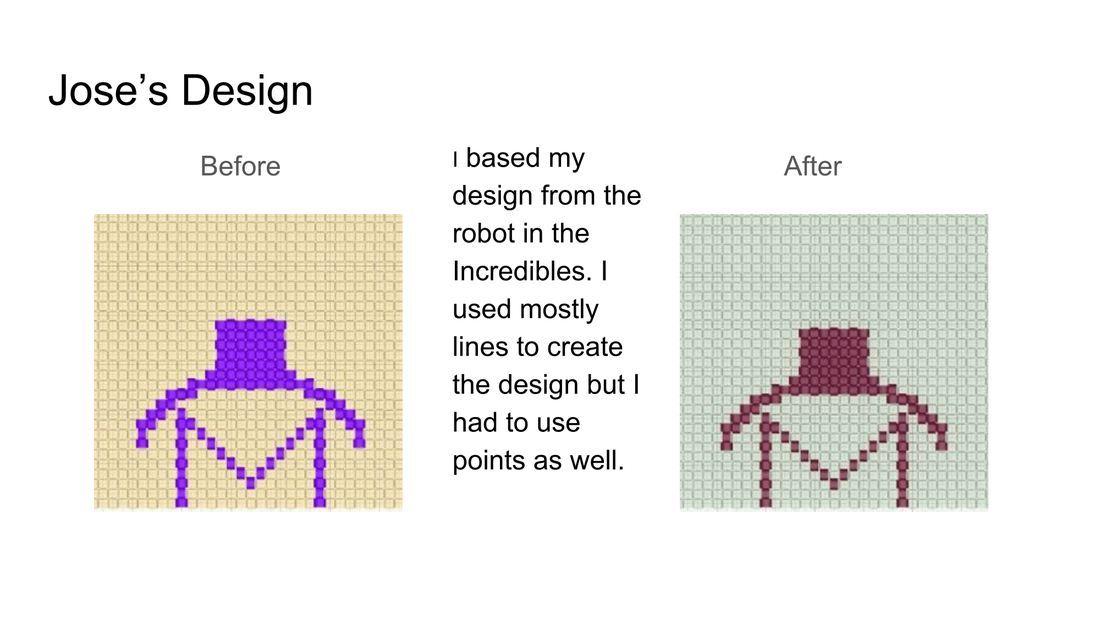 Jose’s Design
Before
I based my
design from the
robot in the
Incredibles. I
used mostly
lines to create
the design but I
had to use
points as well.
After